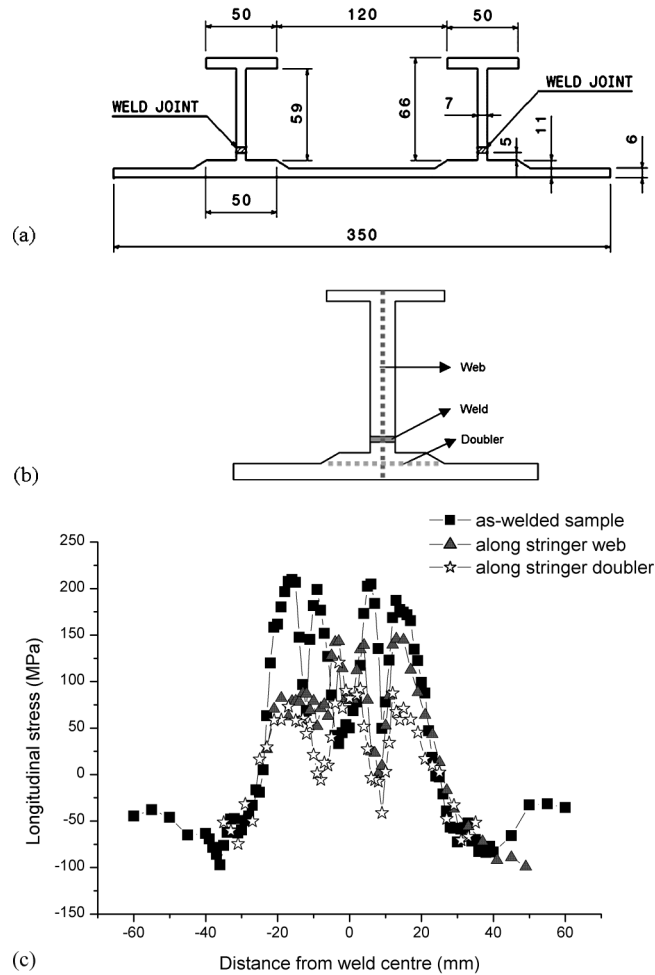 50
120
50
WELD JOINT
59
66
7
WELD JOINT
5
11
6
50
350
(a)
Web
Weld
Doubler
(b)
as-welded sample
along stringer web
along stringer doubler
250
200
150
100
50
0
-50
-100
-150
Longitudinal stress (MPa)
-60
-40
-20
0
20
40
60
Distance from weld centre (mm)
(c)